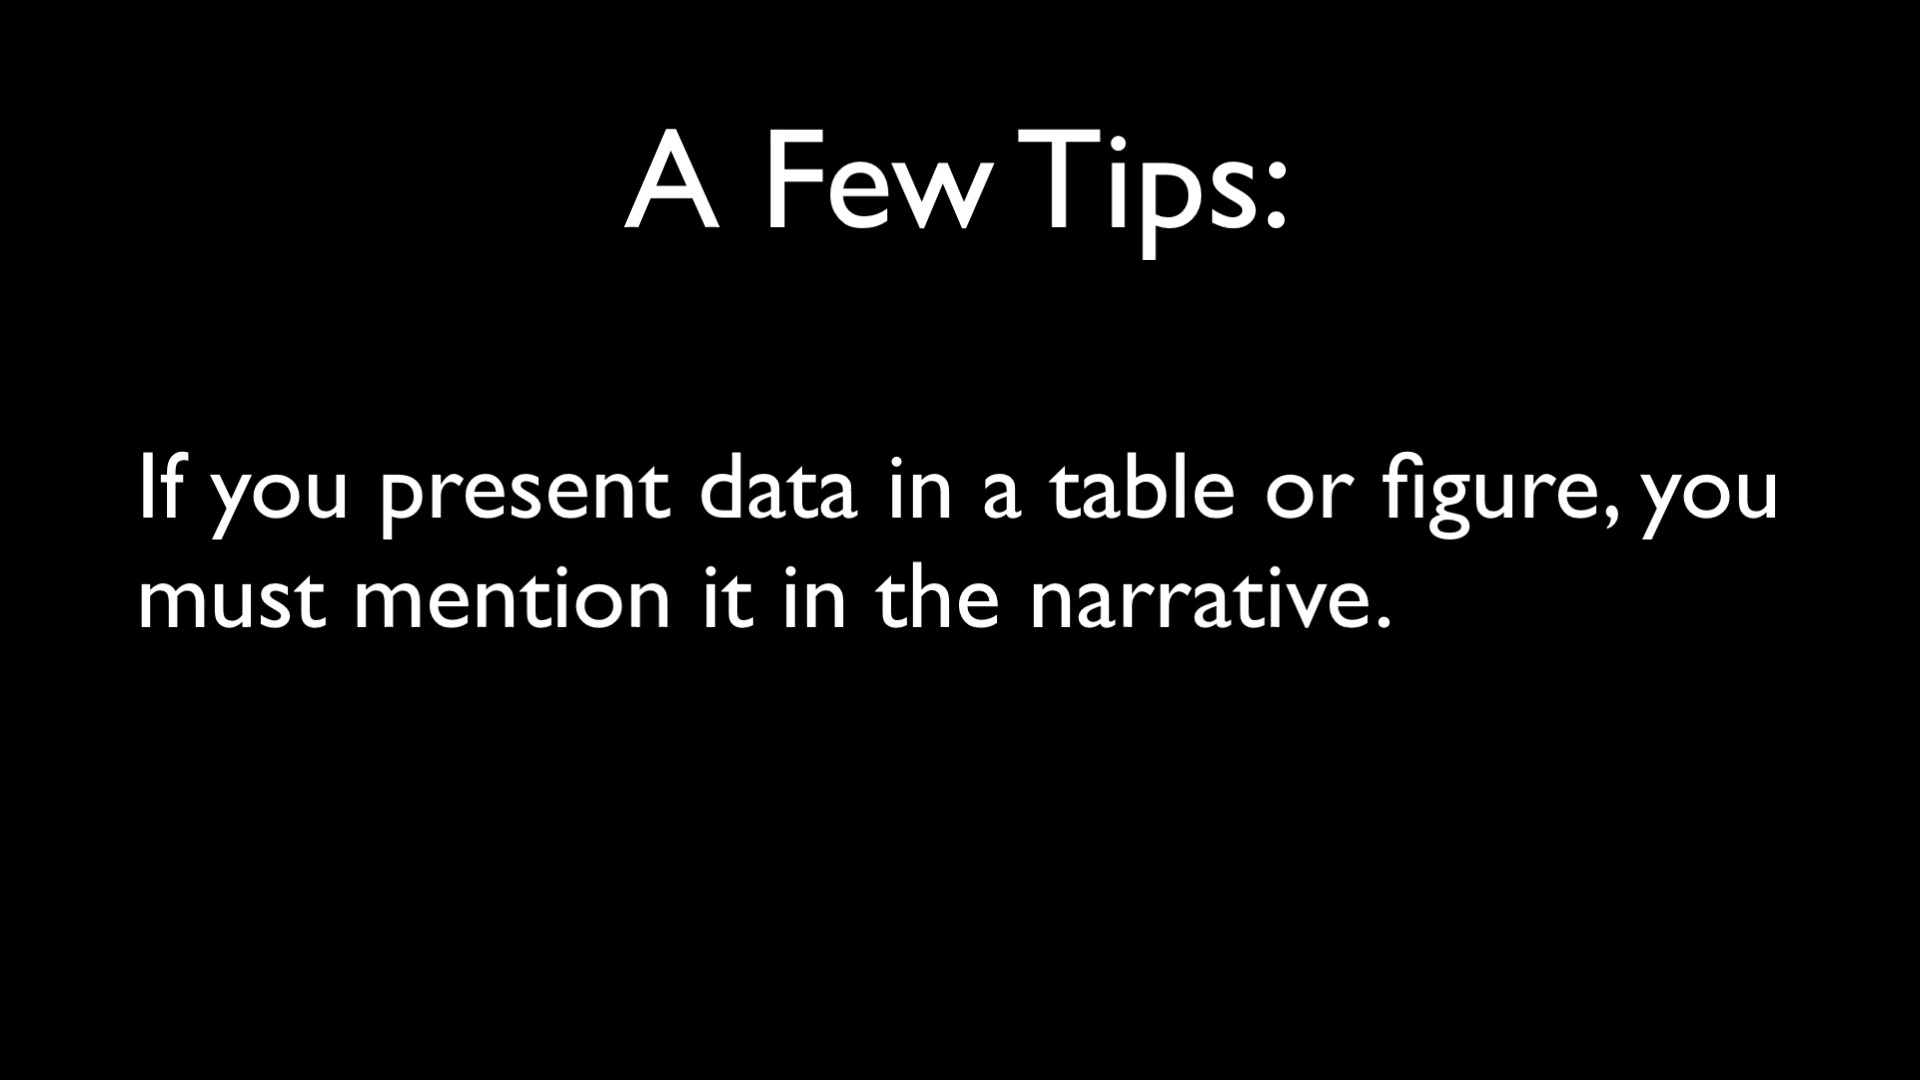 A Few Tips:
If you present data in a table or figure, you
must mention it in the narrative.